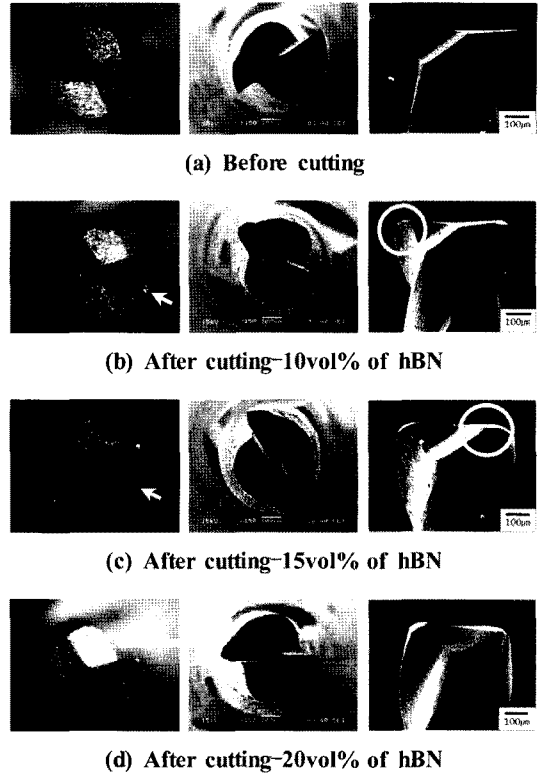 100μm
(a) Before cutting
100μm
(b) After cutting-10vol% of hBN
100μm
(c) After cutting-15vol% of hBN
100μm
(d) After cutting-20vol% of hBN